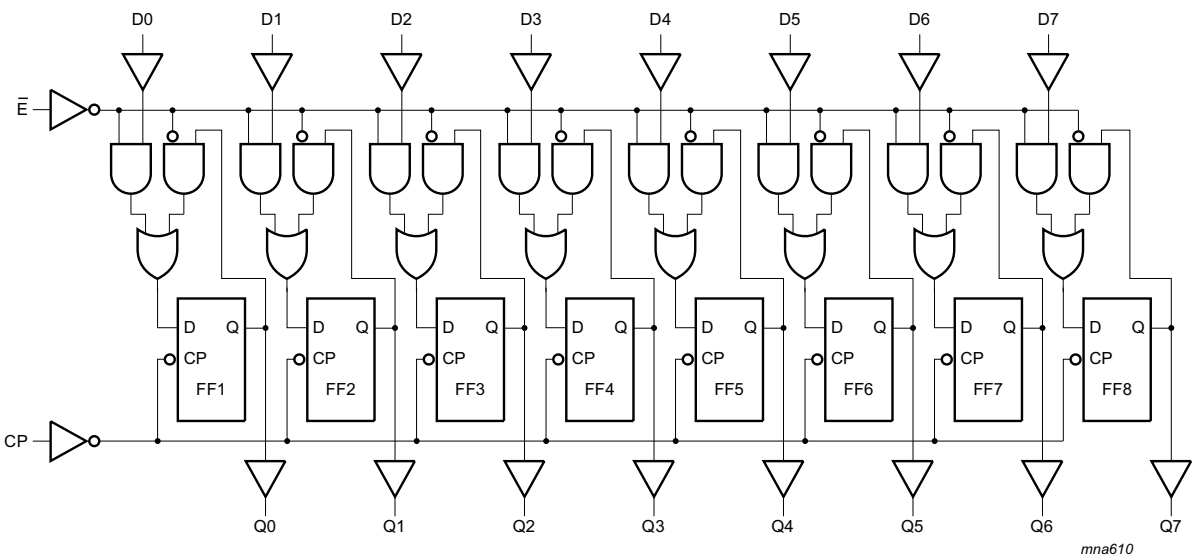 D0 D1 D2 D3 D4 D5 D6 D7
E̅
D Q D Q D Q D Q D Q D Q D Q D Q
CP CP CP CP CP CP CP CP
FF1 FF2 FF3 FF4 FF5 FF6 FF7 FF8
CP
Q0 Q1 Q2 Q3 Q4 Q5 Q6 Q7
mna610